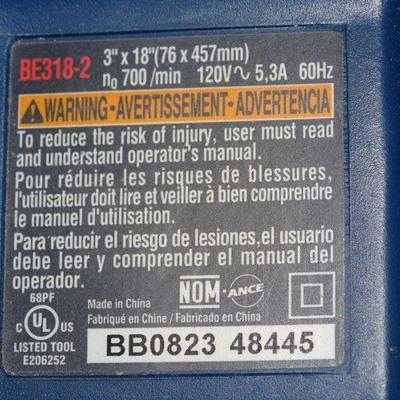 BE318-2 3" x 18"(76 x 457mm)
n₀ 700/min 120V∿ 5,3A 60Hz
WARNING·AVERTISSEMENT·ADVERTENCIA
To reduce the risk of injury, user must read
and understand operator's manual.
Pour réduire les risques de blessures,
l'utilisateur doit lire et veiller à bien comprendre
le manuel d'utilisation.
Para reducir el riesgo de lesiones,el usuario
debe leer y comprender el manual del
operador.
68PF
C UL US
LISTED TOOL
E206252
Made in China
Fabriqué en Chine / Fabricado en China
NOM-ANCE
BB0823 48445